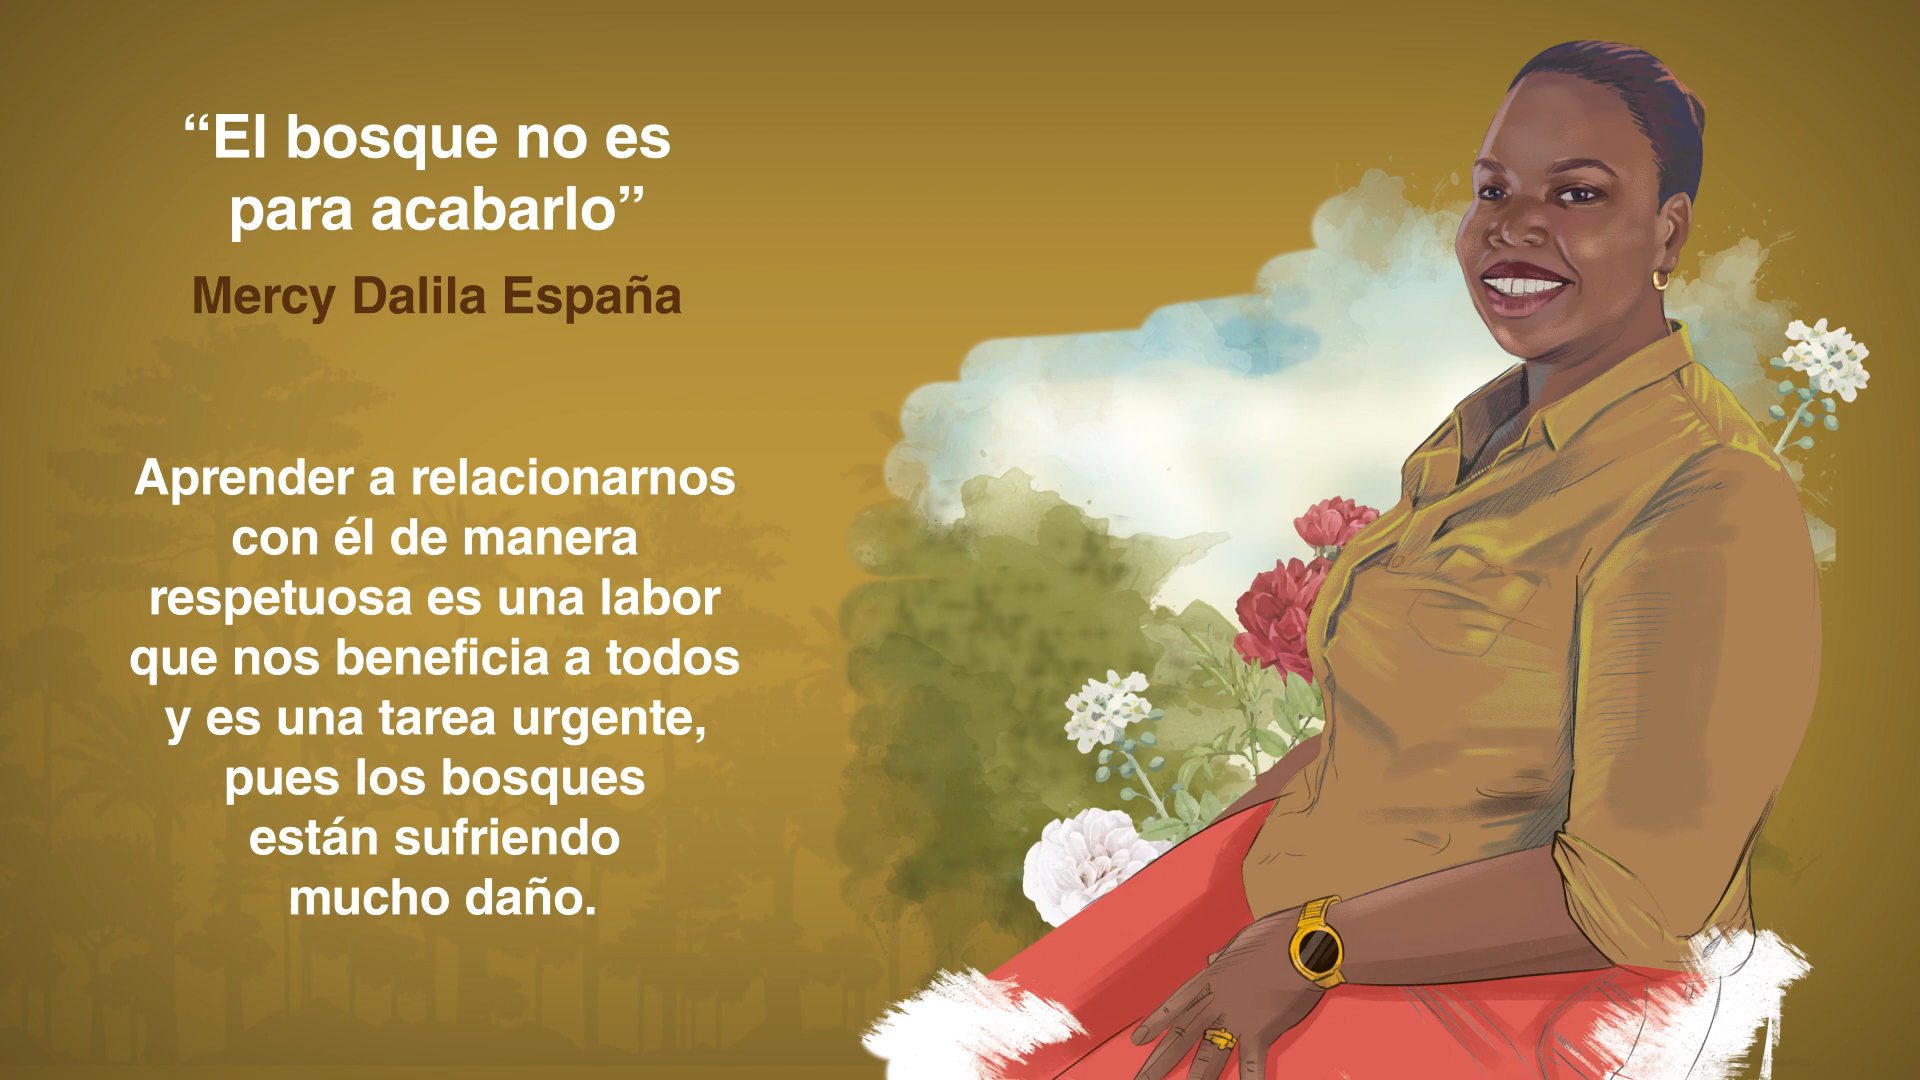 “El bosque no es
para acabarlo”
Mercy Dalila España
Aprender a relacionarnos
con él de manera
respetuosa es una labor
que nos beneficia a todos
y es una tarea urgente,
pues los bosques
están sufriendo
mucho daño.